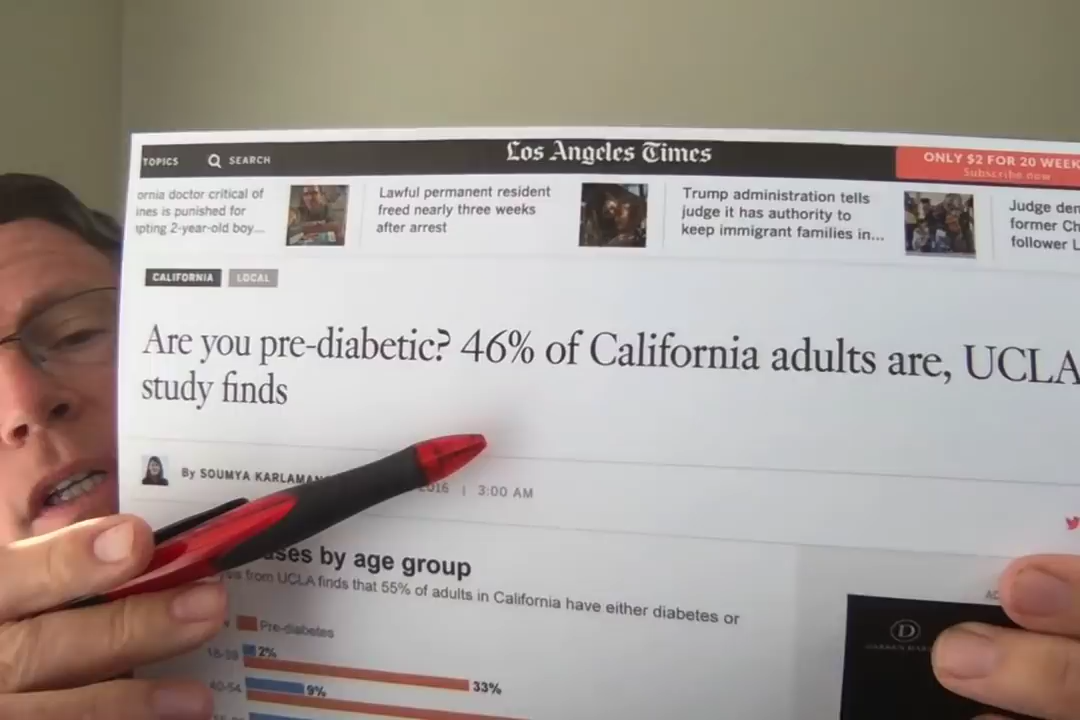 TOPICS
SEARCH
Los Angeles Times
ONLY $2 FOR 20 WEEK
Subscribe now
ornia doctor critical of
ines is punished for
pting 2-year-old boy...
Lawful permanent resident
freed nearly three weeks
after arrest
Trump administration tells
judge it has authority to
keep immigrant families in...
Judge den
former Ch
follower L
CALIFORNIA
LOCAL
Are you pre-diabetic? 46% of California adults are, UCLA
study finds
By SOUMYA KARLAMAN
2016 | 3:00 AM
ases by age group
from UCLA finds that 55% of adults in California have either diabetes or
Pre-diabetes
18-39 2%
33%
40-54 9%